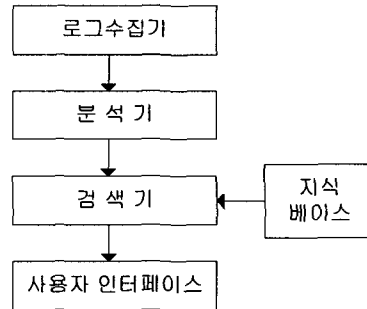 로그수집기
분 석 기
검 색 기
지식
베이스
사용자 인터페이스